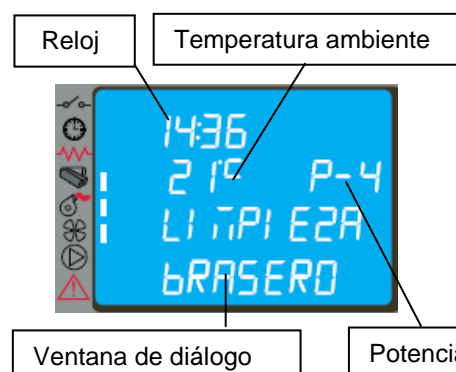 Reloj
Temperatura ambiente
14:36
21°C P-4
LIMPIEZA
bRASERO
Ventana de diálogo
Potencia